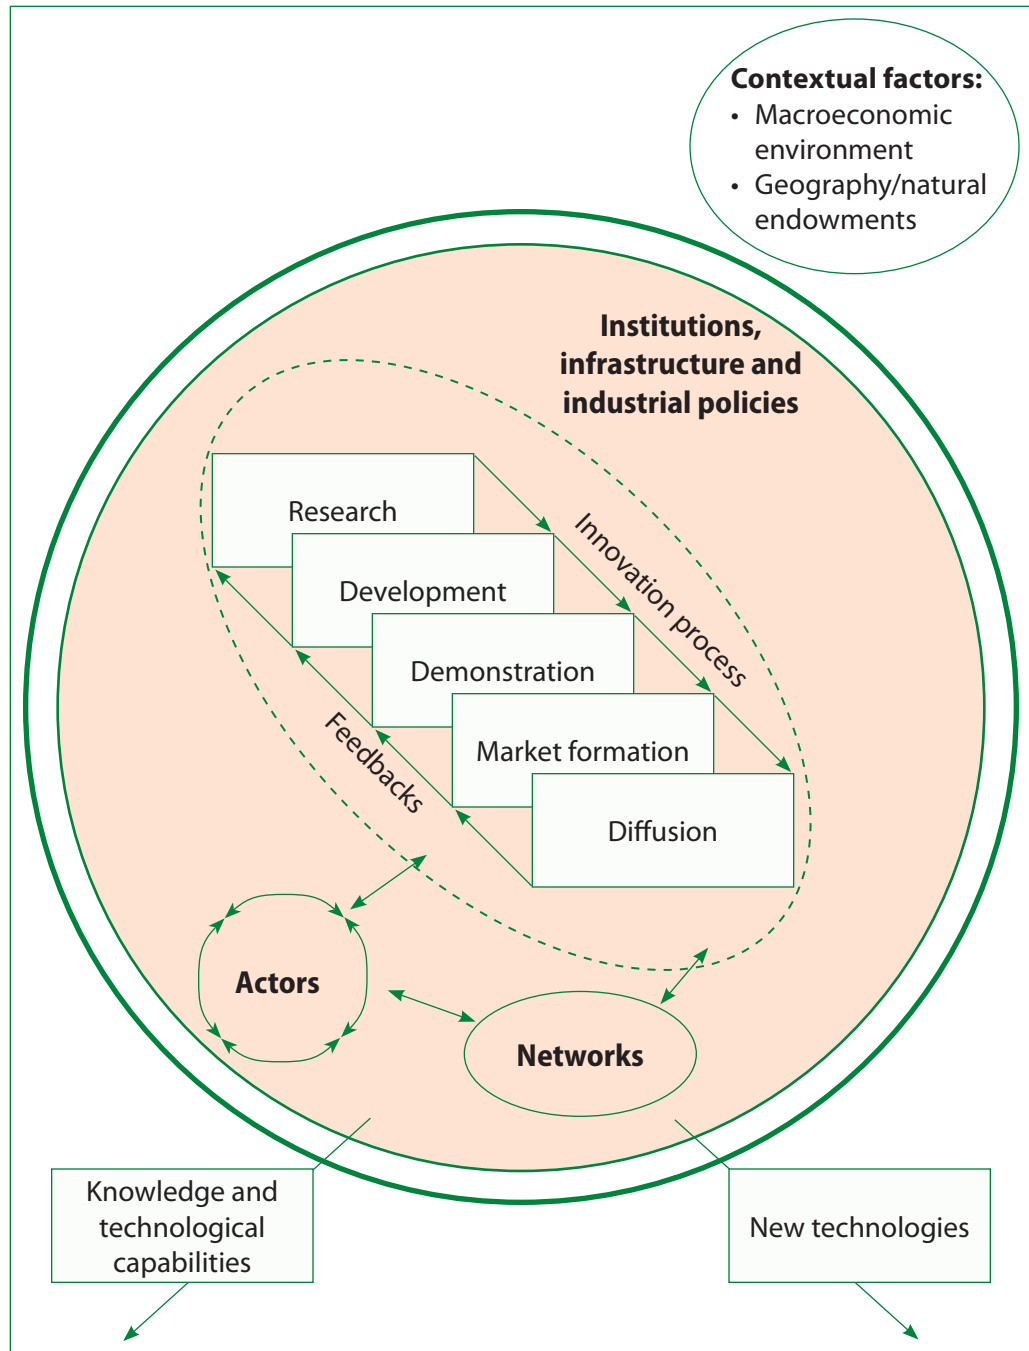 Contextual factors:
• Macroeconomic
environment
• Geography/natural
endowments
Institutions,
infrastructure and
industrial policies
Research
Development
Demonstration
Market formation
Diffusion
Innovation process
Feedbacks
Actors
Networks
Knowledge and
technological
capabilities
New technologies